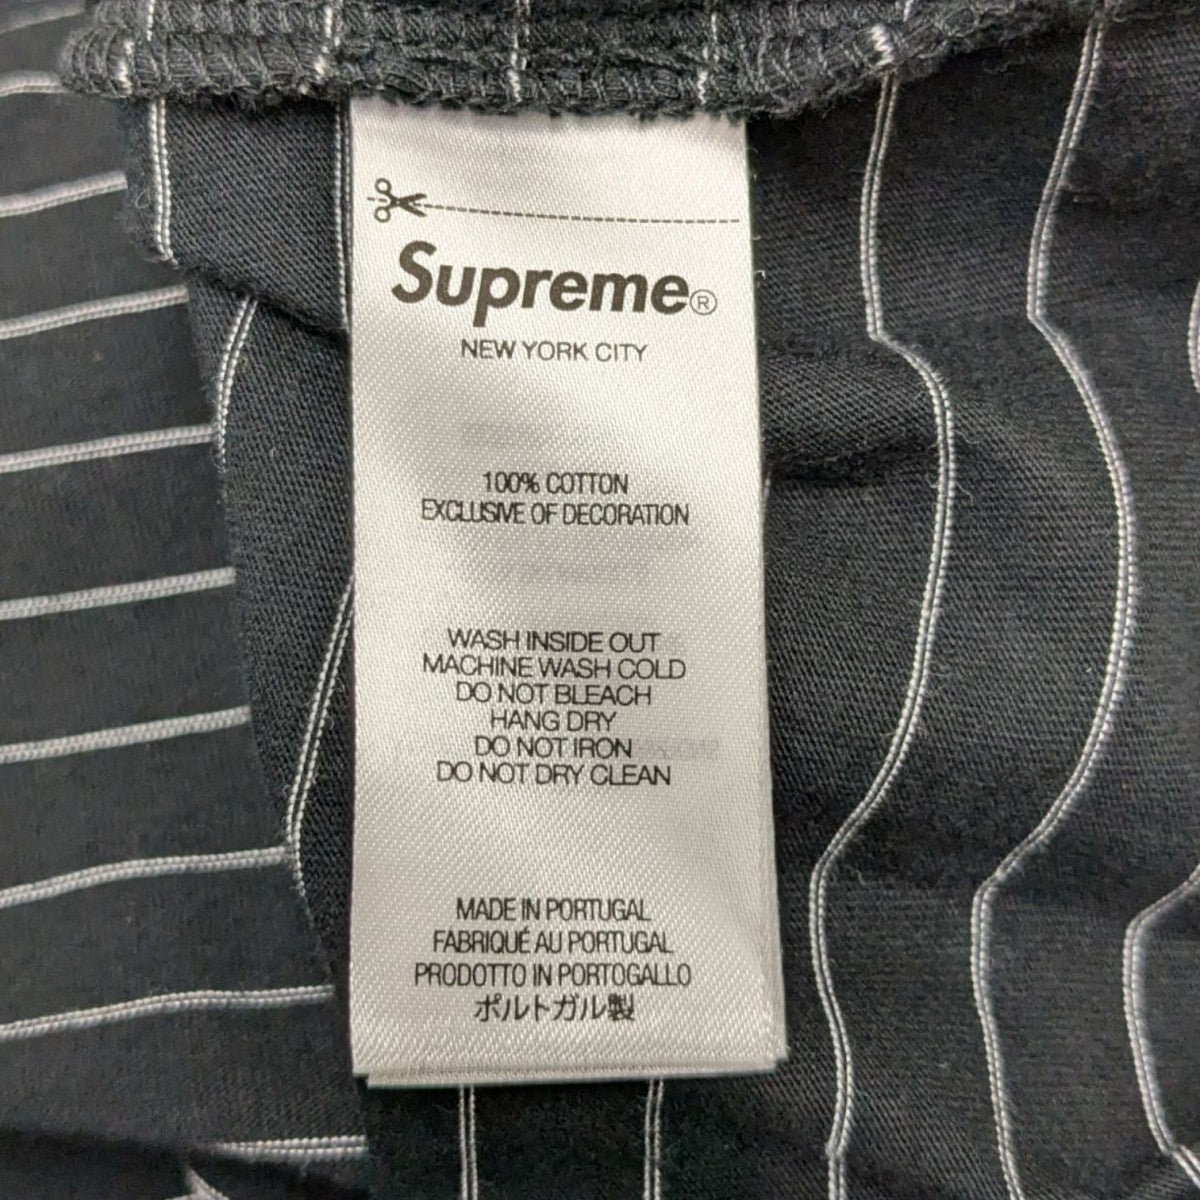 Supreme®
NEW YORK CITY
100% COTTON
EXCLUSIVE OF DECORATION
WASH INSIDE OUT
MACHINE WASH COLD
DO NOT BLEACH
HANG DRY
DO NOT IRON
DO NOT DRY CLEAN
MADE IN PORTUGAL
FABRIQUÉ AU PORTUGAL
PRODOTTO IN PORTOGALLO
ポルトガル製